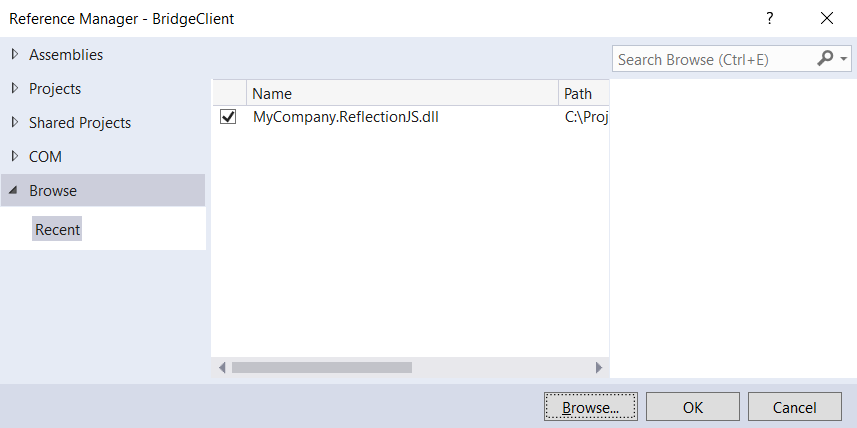 Reference Manager - BridgeClient
?
Assemblies
Projects
Shared Projects
COM
Browse
Recent
Search Browse (Ctrl+E)
Name Path
MyCompany.ReflectionJS.dll C:\Proj
Browse... OK Cancel